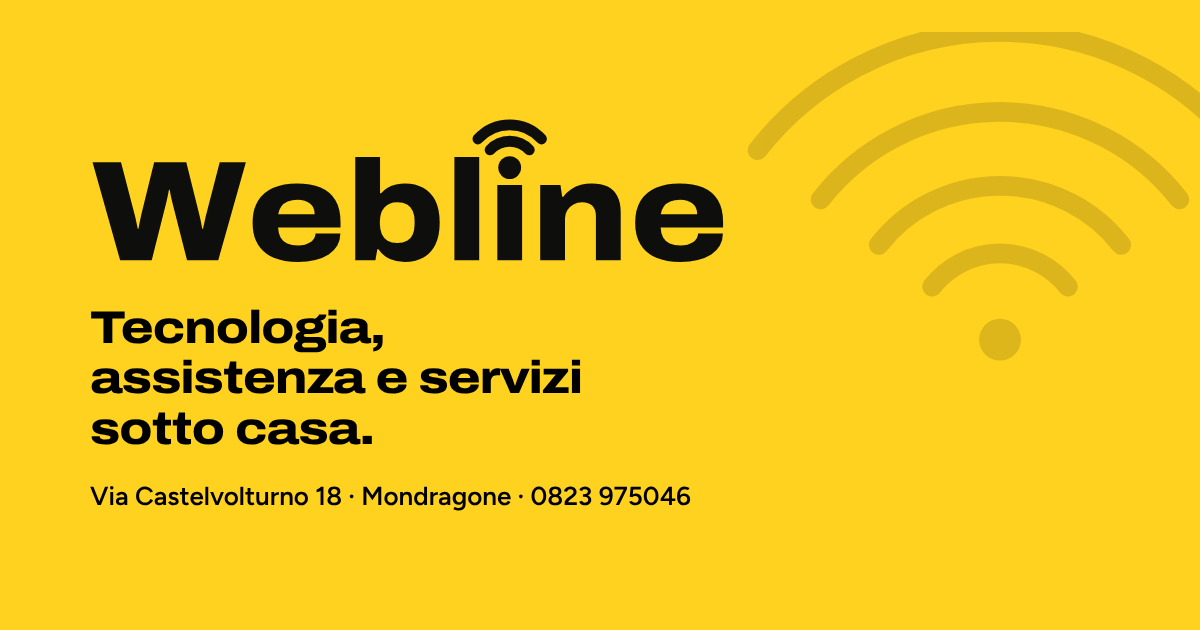 Webline
Tecnologia,
assistenza e servizi
sotto casa.
Via Castelvolturno 18 · Mondragone · 0823 975046